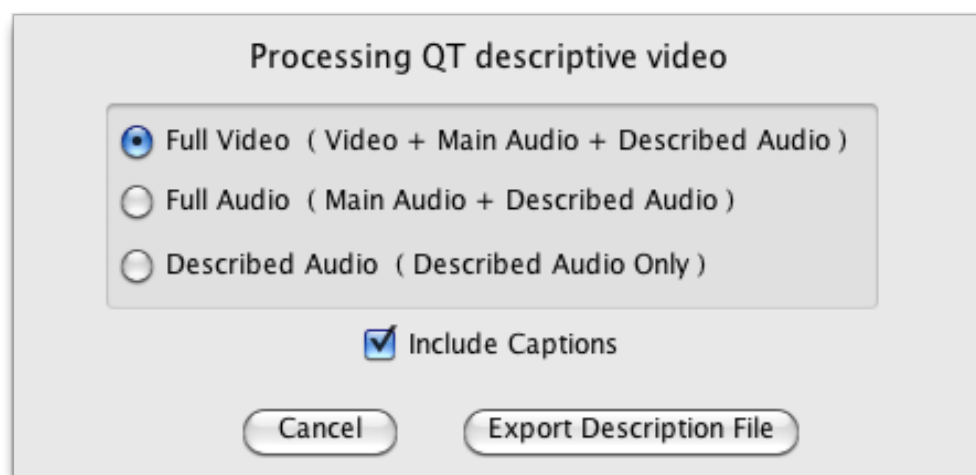 Processing QT descriptive video
Full Video ( Video + Main Audio + Described Audio )
Full Audio ( Main Audio + Described Audio )
Described Audio ( Described Audio Only )
Include Captions
Cancel
Export Description File